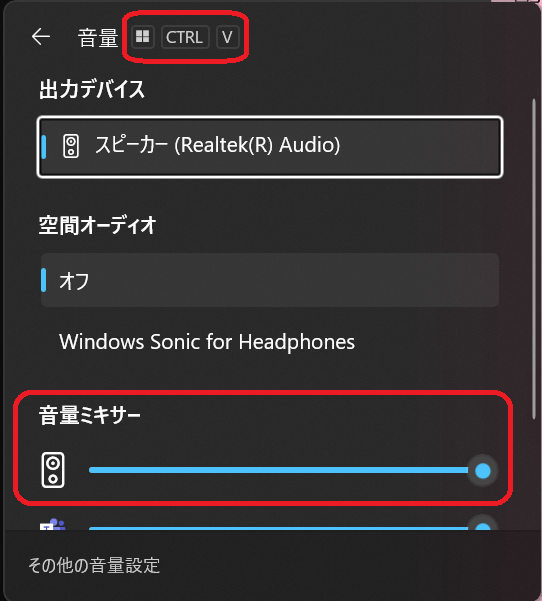 音量 CTRL V
出力デバイス
スピーカー (Realtek(R) Audio)
空間オーディオ
オフ
Windows Sonic for Headphones
音量ミキサー
その他の音量設定